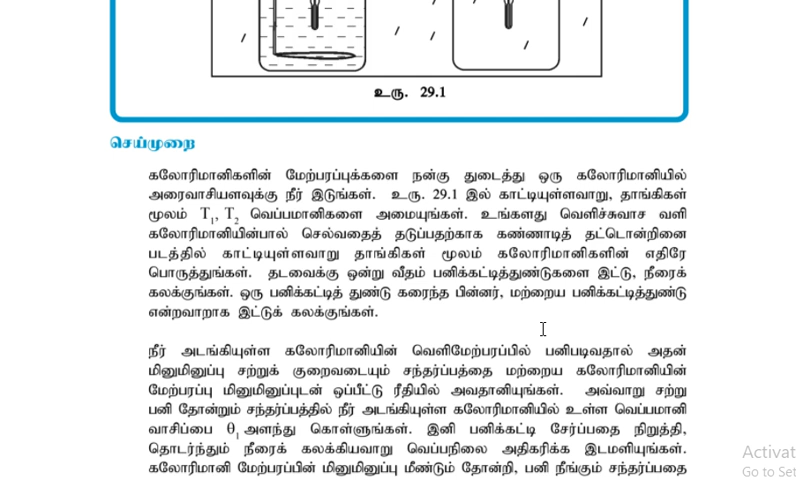 உரு. 29.1
செய்முறை
கலோரிமானிகளின் மேற்பரப்புக்களை நன்கு துடைத்து ஒரு கலோரிமானியில்
அரைவாசியளவுக்கு நீர் இடுங்கள். உரு. 29.1 இல் காட்டியுள்ளவாறு, தாங்கிகள்
மூலம் T₁, T₂ வெப்பமானிகளை அமையுங்கள். உங்களது வெளிச்சுவாச வளி
கலோரிமானியின்பால் செல்வதைத் தடுப்பதற்காக கண்ணாடித் தட்டொன்றினை
படத்தில் காட்டியுள்ளவாறு தாங்கிகள் மூலம் கலோரிமானிகளின் எதிரே
பொருத்துங்கள். தடவைக்கு ஒன்று வீதம் பனிக்கட்டித்துண்டுகளை இட்டு, நீரைக்
கலக்குங்கள். ஒரு பனிக்கட்டித் துண்டு கரைந்த பின்னர், மற்றைய பனிக்கட்டித்துண்டு
என்றவாறாக இட்டுக் கலக்குங்கள்.
நீர் அடங்கியுள்ள கலோரிமானியின் வெளிமேற்பரப்பில் பனிபடிவதால் அதன்
மினுமினுப்பு சற்றுக் குறைவடையும் சந்தர்ப்பத்தை மற்றைய கலோரிமானியின்
மேற்பரப்பு மினுமினுப்புடன் ஒப்பீட்டு ரீதியில் அவதானியுங்கள். அவ்வாறு சற்று
பனி தோன்றும் சந்தர்ப்பத்தில் நீர் அடங்கியுள்ள கலோரிமானியில் உள்ள வெப்பமானி
வாசிப்பை θ₁ அளந்து கொள்ளுங்கள். இனி பனிக்கட்டி சேர்ப்பதை நிறுத்தி,
தொடர்ந்தும் நீரைக் கலக்கியவாறு வெப்பநிலை அதிகரிக்க இடமளியுங்கள்.
கலோரிமானி மேற்பரப்பின் மினுமினுப்பு மீண்டும் தோன்றி, பனி நீங்கும் சந்தர்ப்பதை
Activat
Go to Set